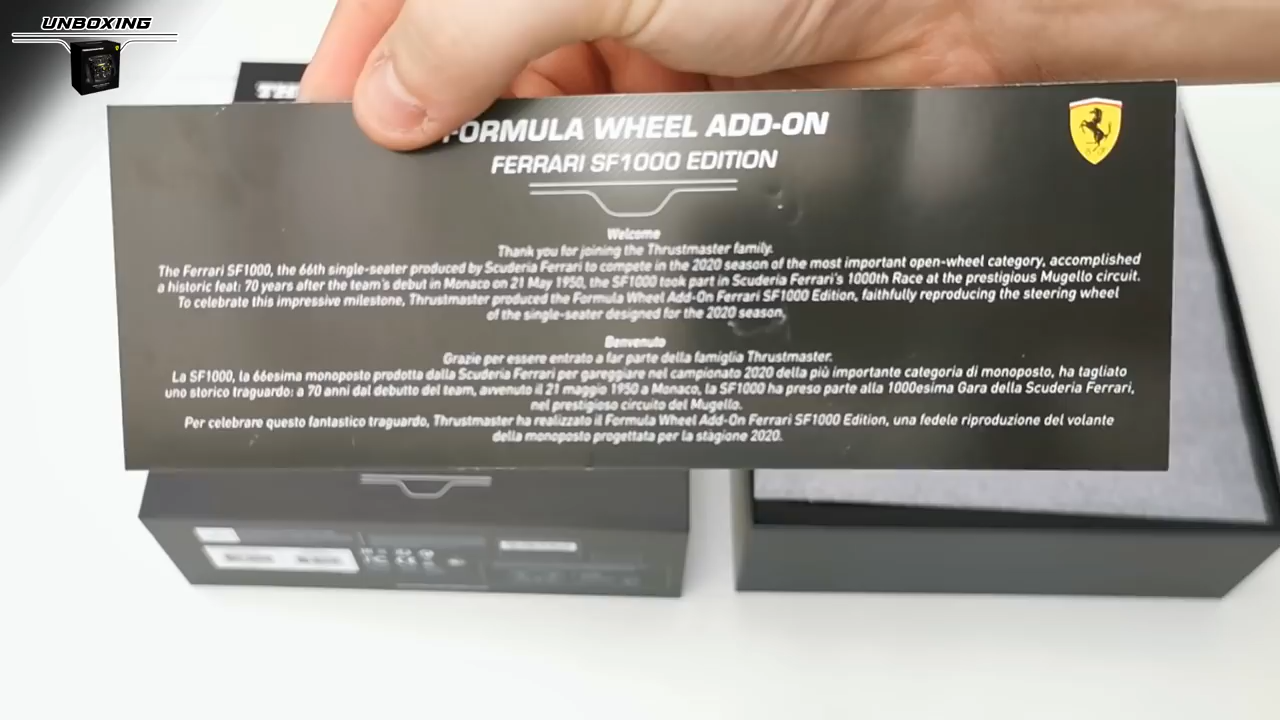 UNBOXING
TH
FORMULA WHEEL ADD-ON
FERRARI SF1000 EDITION
Welcome
Thank you for joining the Thrustmaster family.
The Ferrari SF1000, the 66th single-seater produced by Scuderia Ferrari to compete in the 2020 season of the most important open-wheel category, accomplished
a historic feat: 70 years after the team's debut in Monaco on 21 May 1950, the SF1000 took part in Scuderia Ferrari's 1000th Race at the prestigious Mugello circuit.
To celebrate this impressive milestone, Thrustmaster produced the Formula Wheel Add-On Ferrari SF1000 Edition, faithfully reproducing the steering wheel
of the single-seater designed for the 2020 season.
Benvenuto
Grazie per essere entrato a far parte della famiglia Thrustmaster.
La SF1000, la 66esima monoposto prodotta dalla Scuderia Ferrari per gareggiare nel campionato 2020 della più importante categoria di monoposto, ha tagliato
uno storico traguardo: a 70 anni dal debutto del team, avvenuto il 21 maggio 1950 a Monaco, la SF1000 ha preso parte alla 1000esima Gara della Scuderia Ferrari,
nel prestigioso circuito del Mugello.
Per celebrare questo fantastico traguardo, Thrustmaster ha realizzato il Formula Wheel Add-On Ferrari SF1000 Edition, una fedele riproduzione del volante
della monoposto progettata per la stagione 2020.